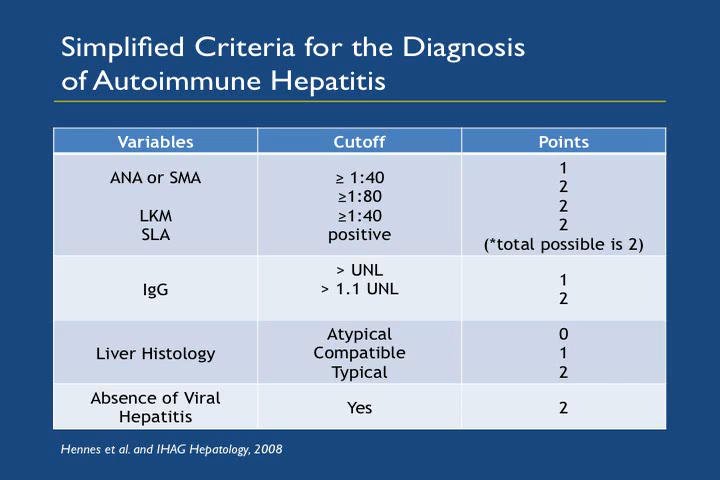 Simplified Criteria for the Diagnosis
of Autoimmune Hepatitis
Variables Cutoff Points
ANA or SMA
LKM
SLA
≥ 1:40
≥1:80
≥1:40
positive
1
2
2
2
(*total possible is 2)
IgG
> UNL
> 1.1 UNL
1
2
Liver Histology
Atypical
Compatible
Typical
0
1
2
Absence of Viral
Hepatitis
Yes
2
Hennes et al. and IHAG Hepatology, 2008